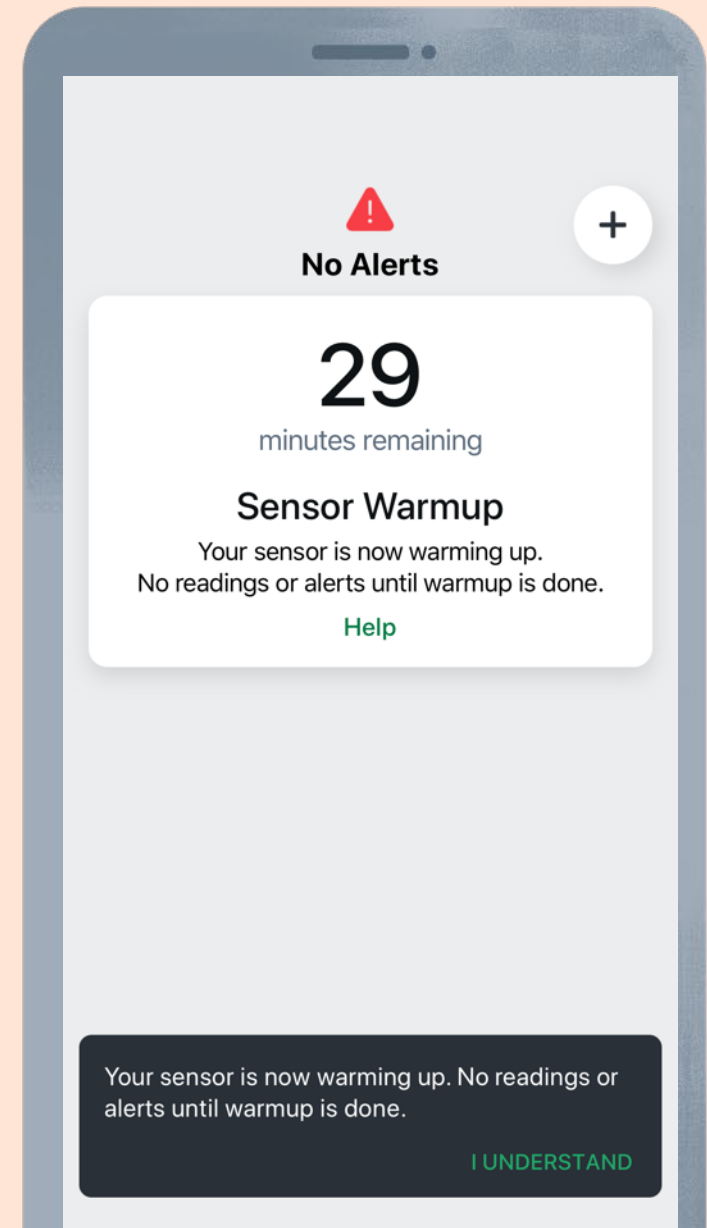 No Alerts
29
minutes remaining
Sensor Warmup
Your sensor is now warming up.
No readings or alerts until warmup is done.
Help
Your sensor is now warming up. No readings or
alerts until warmup is done.
I UNDERSTAND